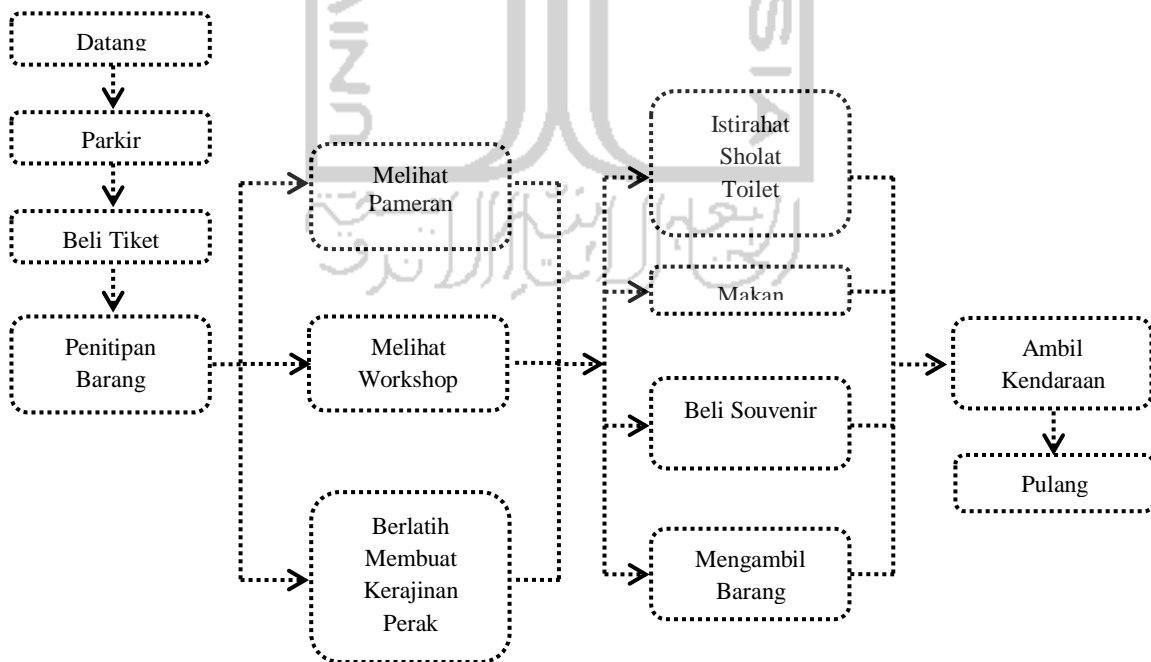 Datang
Parkir
Beli Tiket
Penitipan
Barang
Melihat
Pameran
Melihat
Workshop
Berlatih
Membuat
Kerajinan
Perak
Istirahat
Sholat
Toilet
Makan
Beli Souvenir
Mengambil
Barang
Ambil
Kendaraan
Pulang